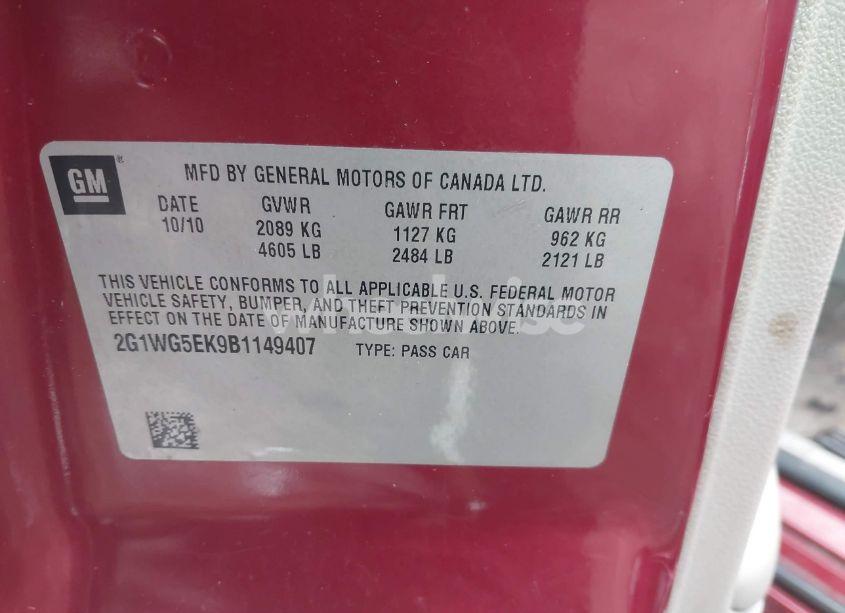 GM ®
MFD BY GENERAL MOTORS OF CANADA LTD.
DATE GVWR GAWR FRT GAWR RR
10/10 2089 KG 1127 KG 962 KG
4605 LB 2484 LB 2121 LB
THIS VEHICLE CONFORMS TO ALL APPLICABLE U.S. FEDERAL MOTOR
VEHICLE SAFETY, BUMPER, AND THEFT PREVENTION STANDARDS IN
EFFECT ON THE DATE OF MANUFACTURE SHOWN ABOVE.
2G1WG5EK9B1149407 TYPE: PASS CAR